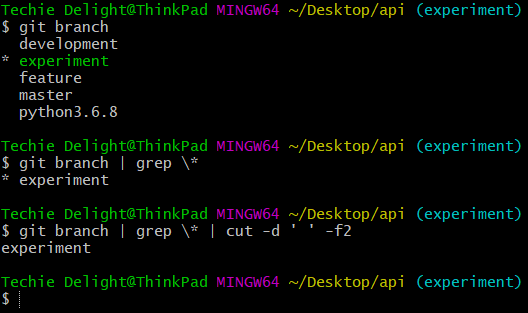 Techie Delight@ThinkPad MINGW64 ~/Desktop/api (experiment)
$ git branch
  development
* experiment
  feature
  master
  python3.6.8
Techie Delight@ThinkPad MINGW64 ~/Desktop/api (experiment)
$ git branch | grep \*
* experiment
Techie Delight@ThinkPad MINGW64 ~/Desktop/api (experiment)
$ git branch | grep \* | cut -d ' ' -f2
experiment
Techie Delight@ThinkPad MINGW64 ~/Desktop/api (experiment)
$